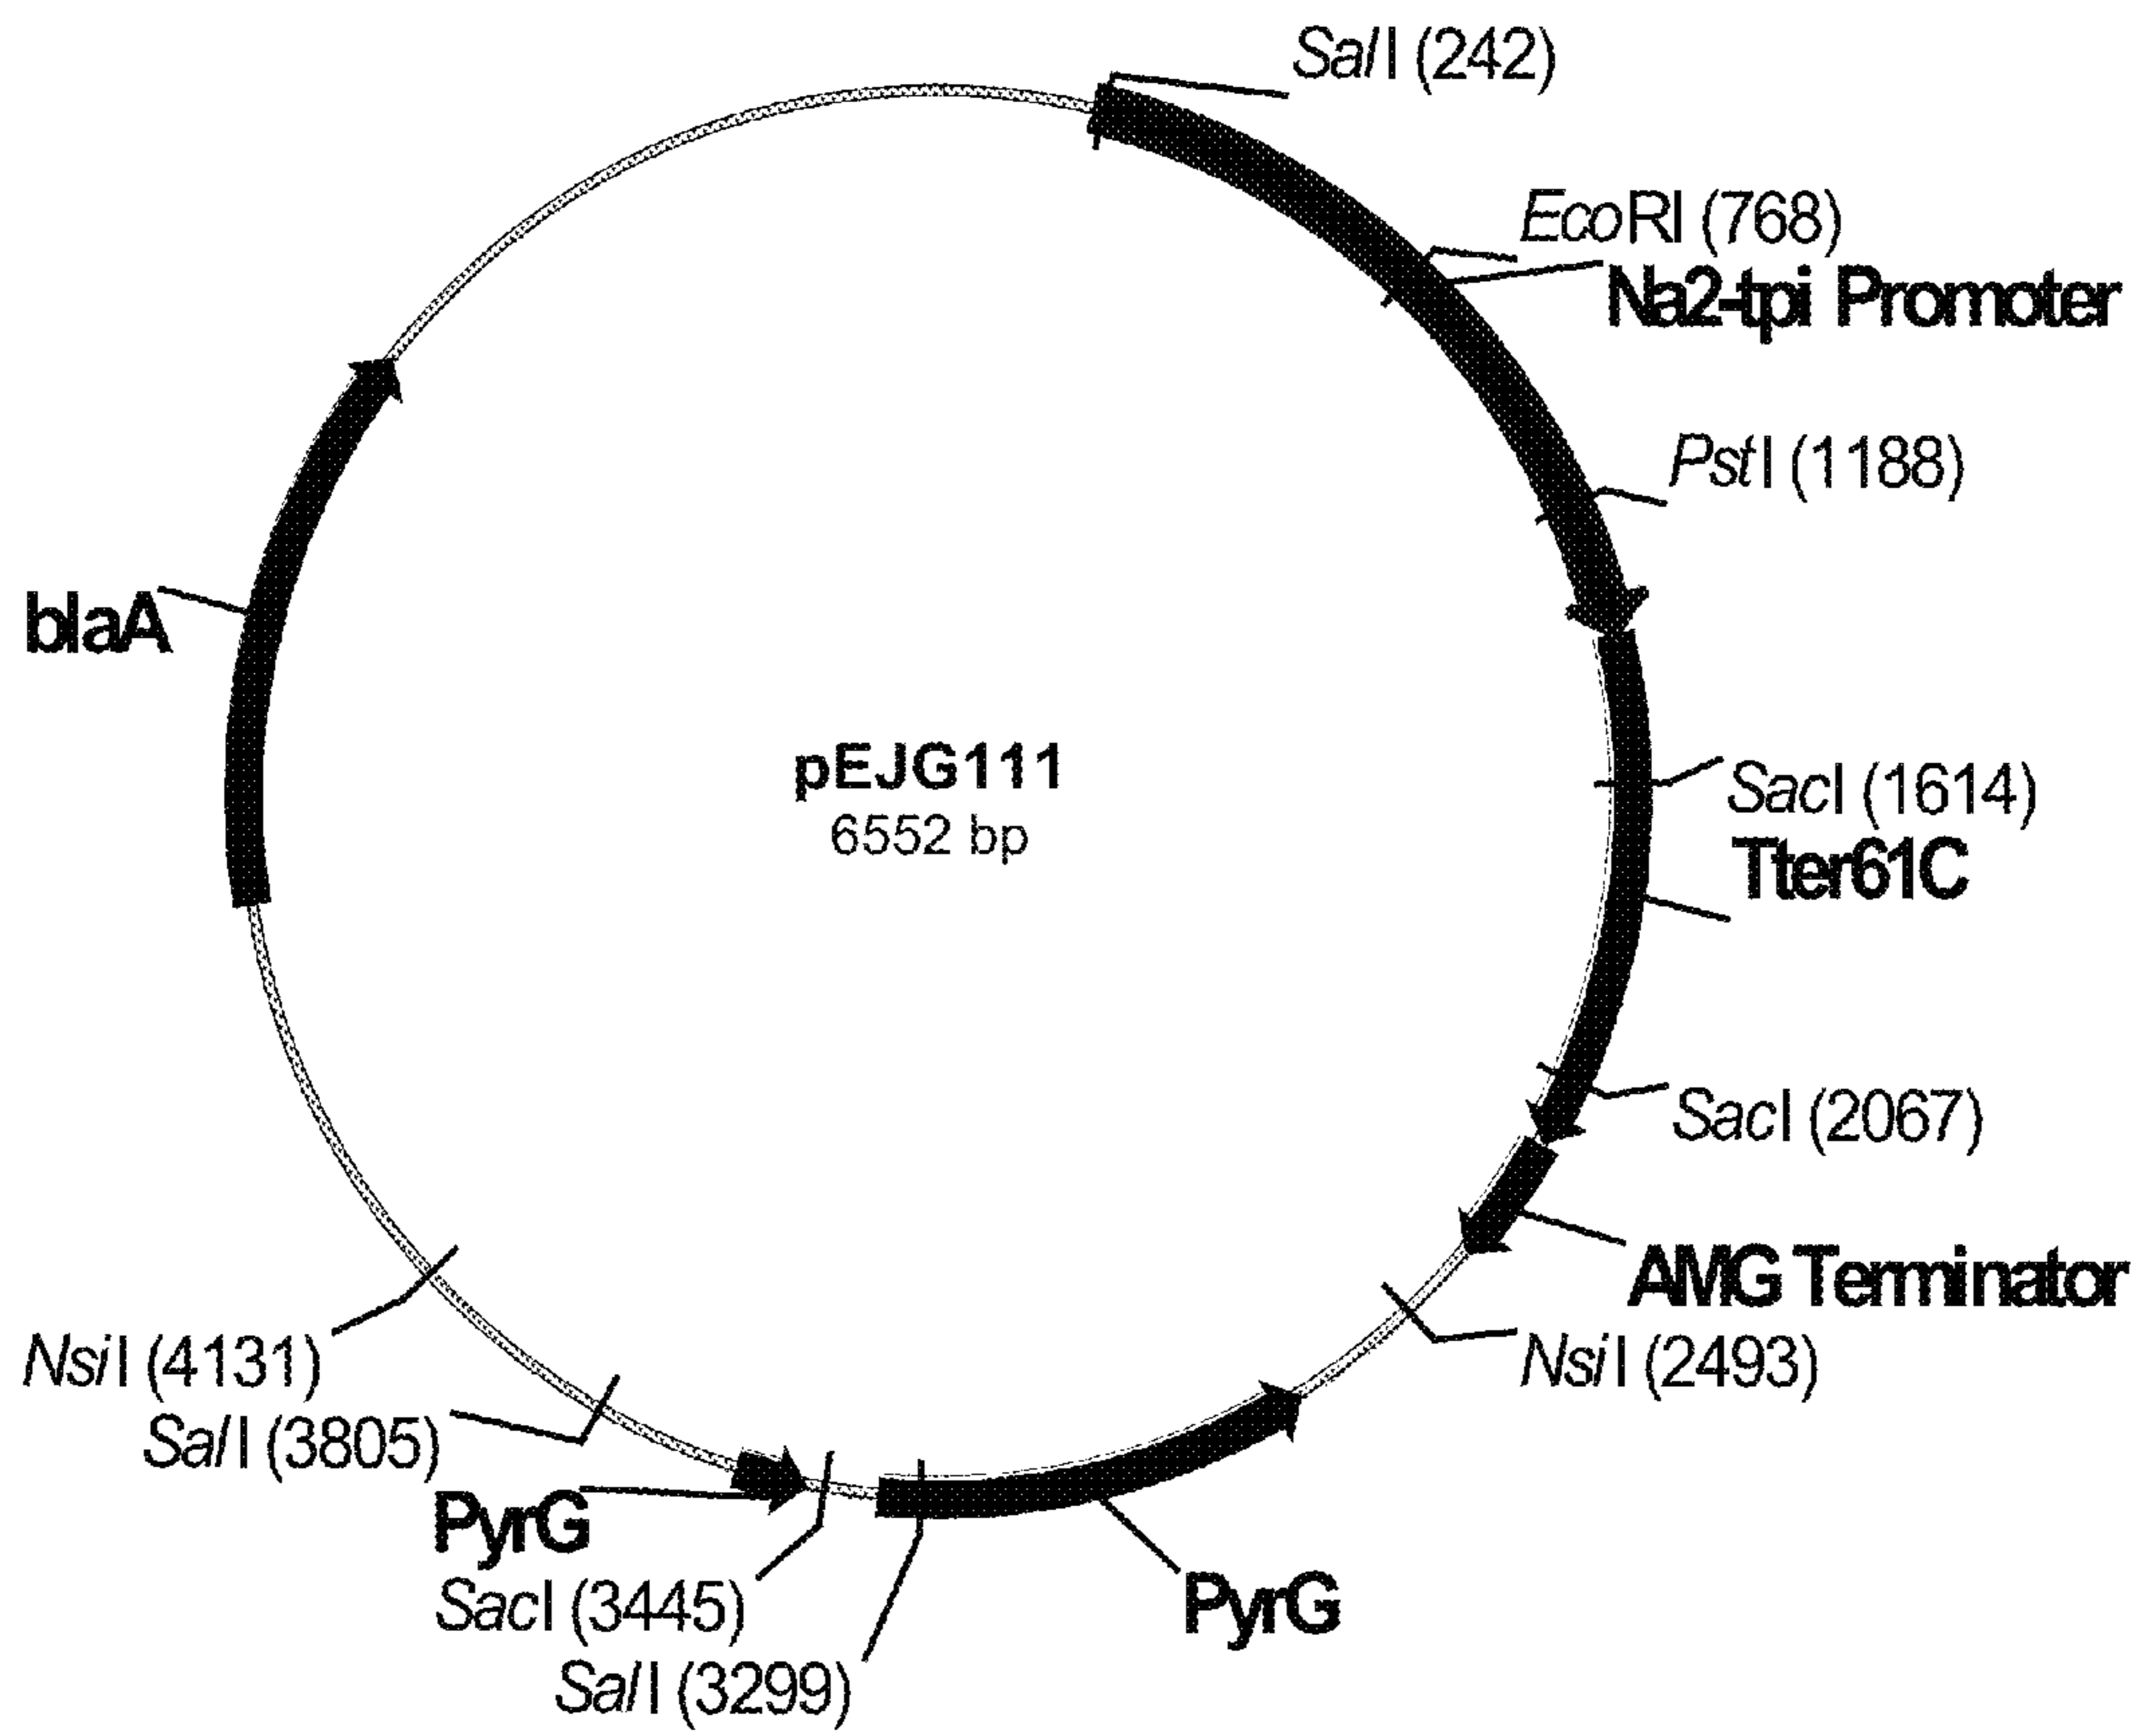 SalI (242)
EcoRI (768)
Na2-tpi Promoter
PstI (1188)
blaA
pEJG111
6552 bp
SacI (1614)
Tter61C
SacI (2067)
AMG Terminator
NsiI (2493)
NsiI (4131)
SalI (3805)
PyrG
SacI (3445)
PyrG
SalI (3299)